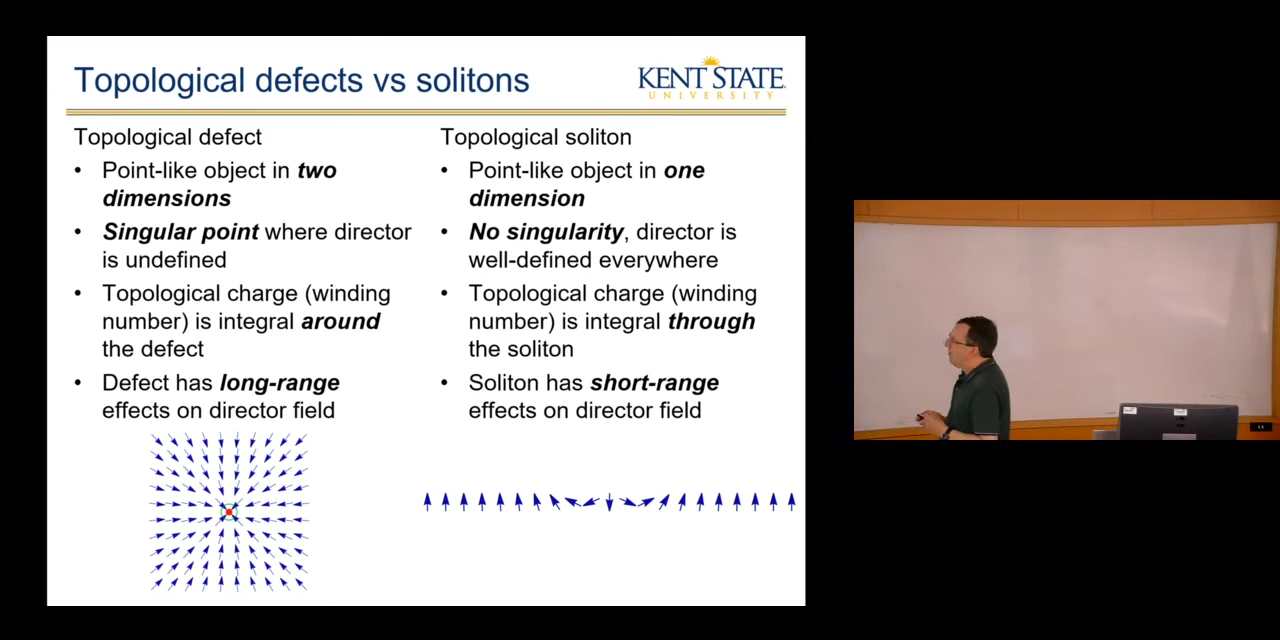 Topological defects vs solitons
KENT STATE
UNIVERSITY
Topological defect
• Point-like object in two
dimensions
• Singular point where director
is undefined
• Topological charge (winding
number) is integral around
the defect
• Defect has long-range
effects on director field
Topological soliton
• Point-like object in one
dimension
• No singularity, director is
well-defined everywhere
• Topological charge (winding
number) is integral through
the soliton
• Soliton has short-range
effects on director field